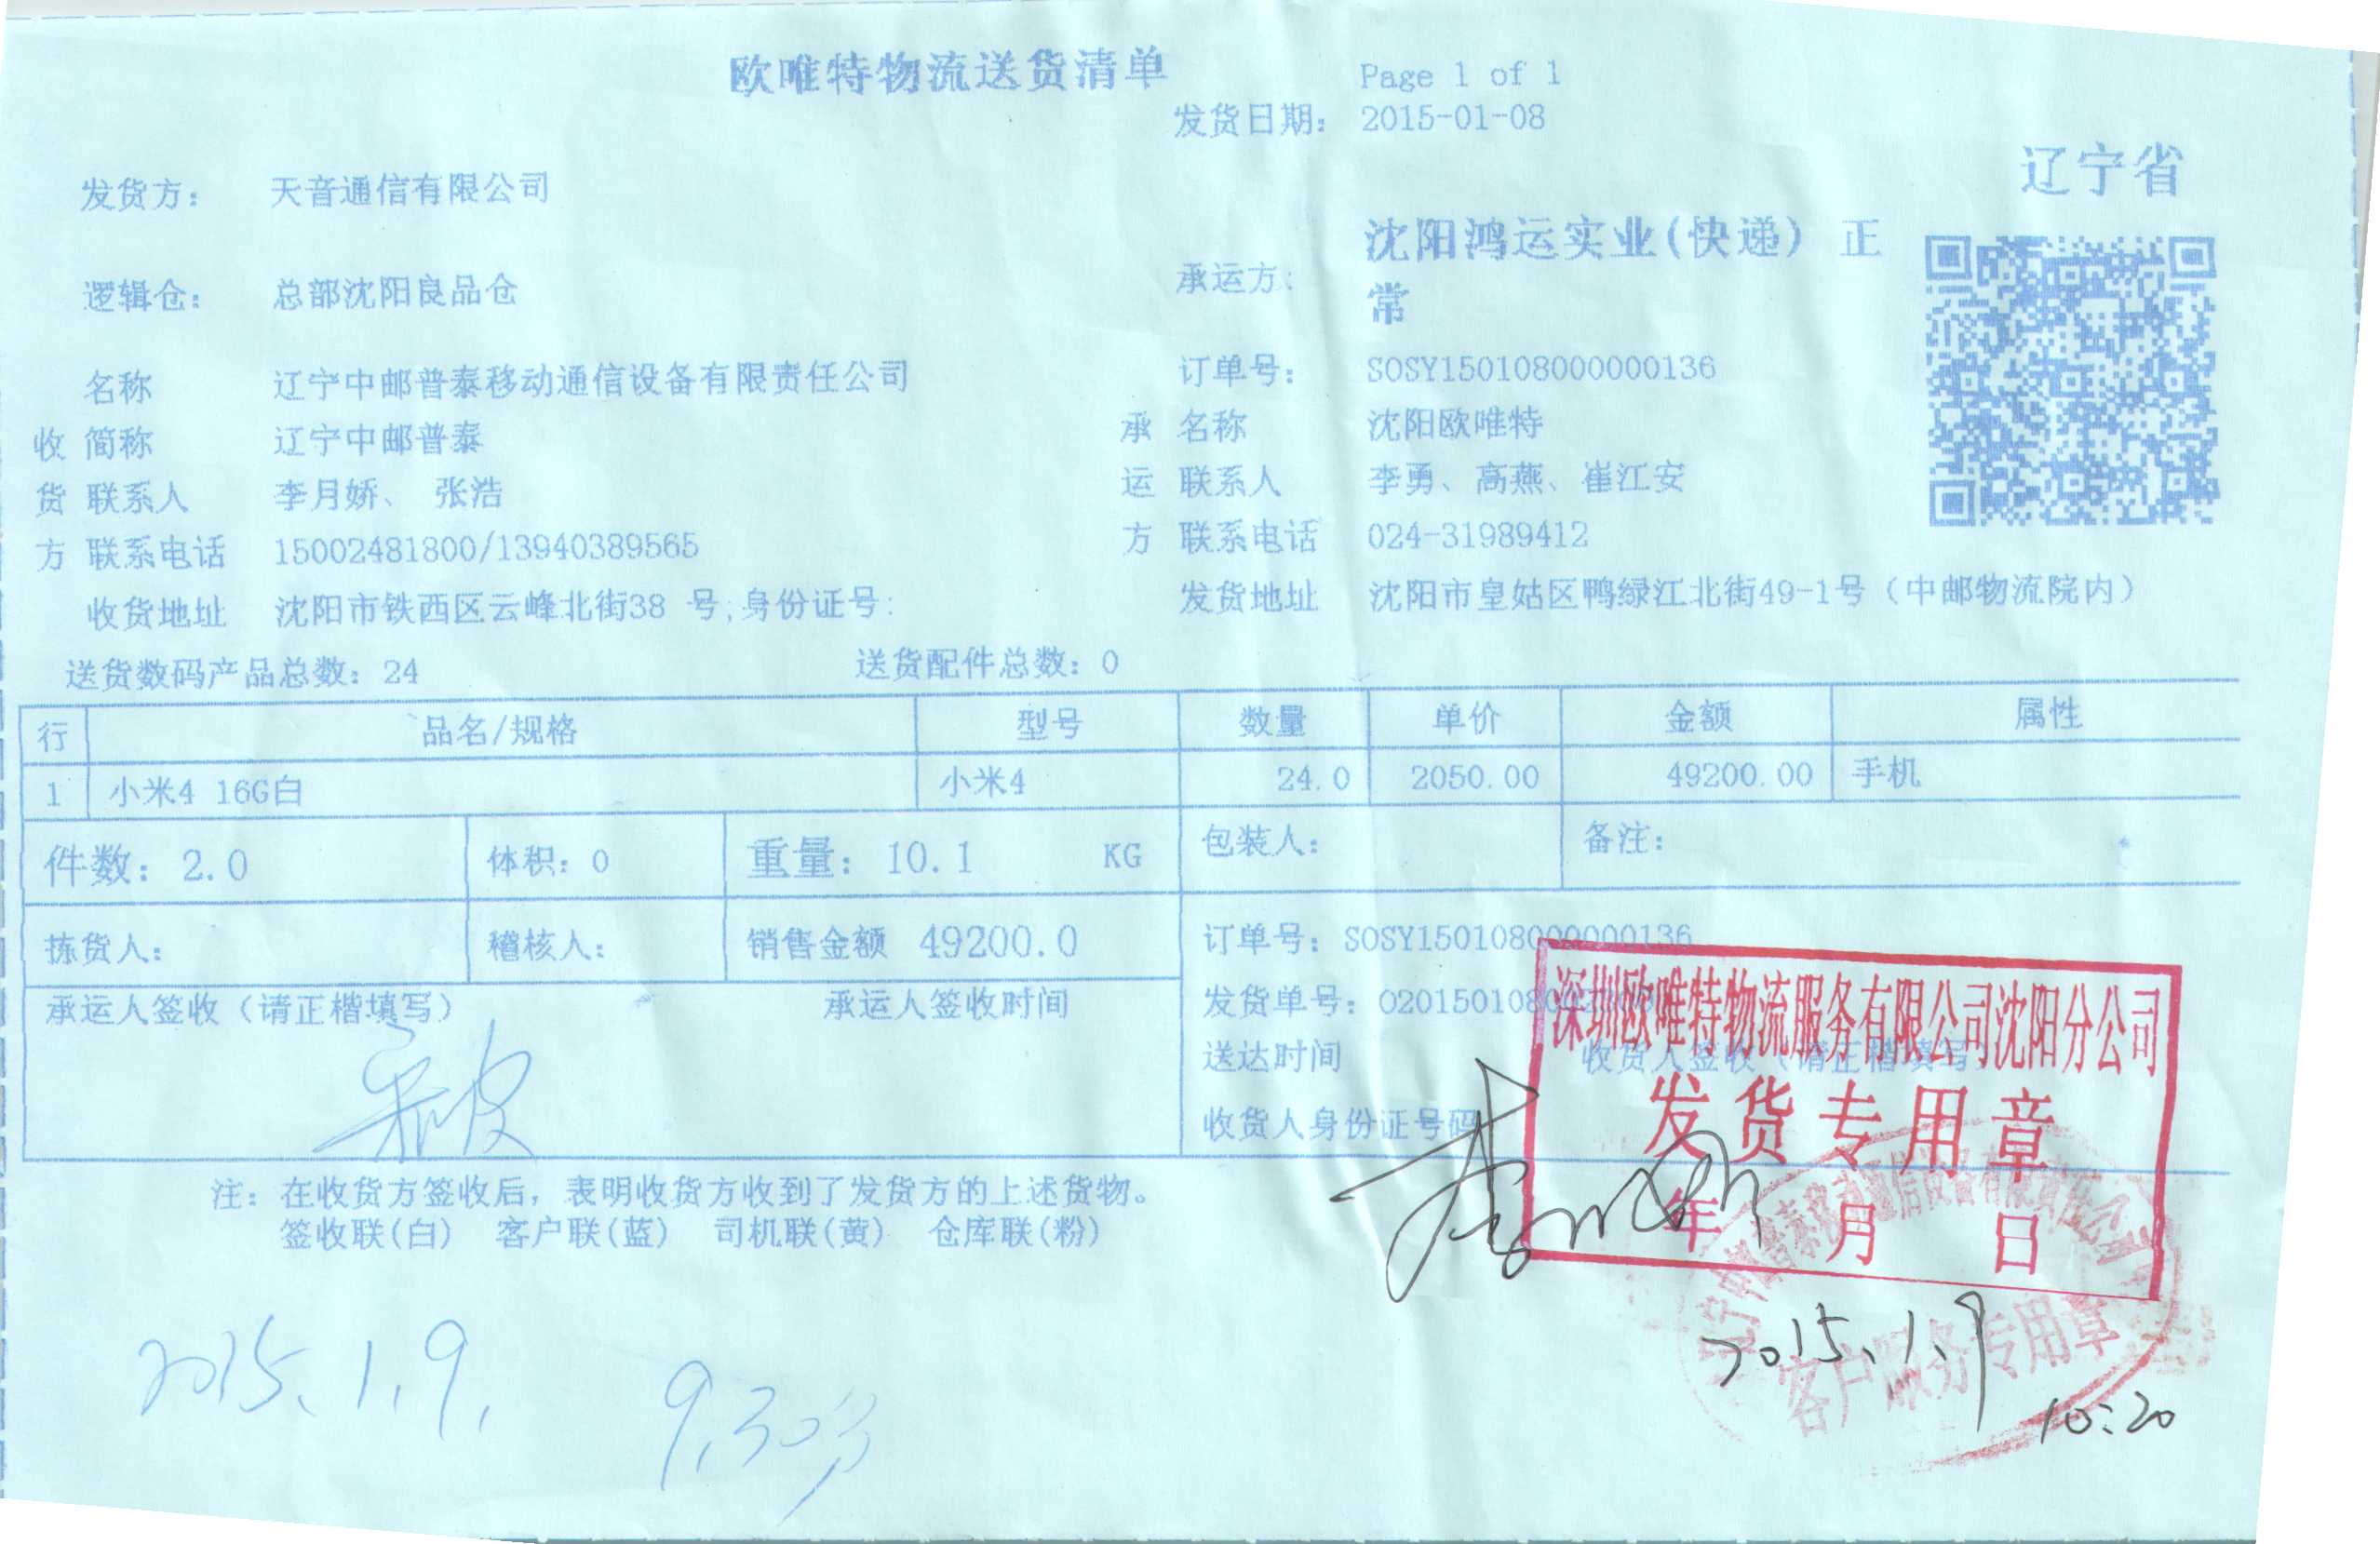 欧唯特物流送货清单 Page 1 of 1
发货日期: 2015-01-08
辽宁省
发货方: 天音通信有限公司
承运方: 沈阳鸿运实业(快递) 正常
逻辑仓: 总部沈阳良品仓
名称 辽宁中邮普泰移动通信设备有限责任公司 订单号: SOSY150108000000136
收 简称 辽宁中邮普泰 承 名称 沈阳欧唯特
货 联系人 李月娇、 张浩 运 联系人 李勇、高燕、崔江安
方 联系电话 15002481800/13940389565 方 联系电话 024-31989412
收货地址 沈阳市铁西区云峰北街38 号;身份证号: 发货地址 沈阳市皇姑区鸭绿江北街49-1号(中邮物流院内)
送货数码产品总数: 24 送货配件总数: 0
行 品名/规格 型号 数量 单价 金额 属性
1 小米4 16G白 小米4 24.0 2050.00 49200.00 手机
件数: 2.0 体积: 0 重量: 10.1 KG 包装人: 备注:
拣货人: 稽核人: 销售金额 49200.0 订单号: SOSY150108000000136
承运人签收(请正楷填写) 承运人签收时间 发货单号:
深圳欧唯特物流服务有限公司沈阳分公司
送达时间 收货人签收(请正楷填写
发货专用章
收货人身份证号码
年 月 日
注: 在收货方签收后, 表明收货方收到了发货方的上述货物。
签收联(白) 客户联(蓝) 司机联(黄) 仓库联(粉)
客户服务专用章
2015.1.9. 9.30分
2015.1.9
10:20